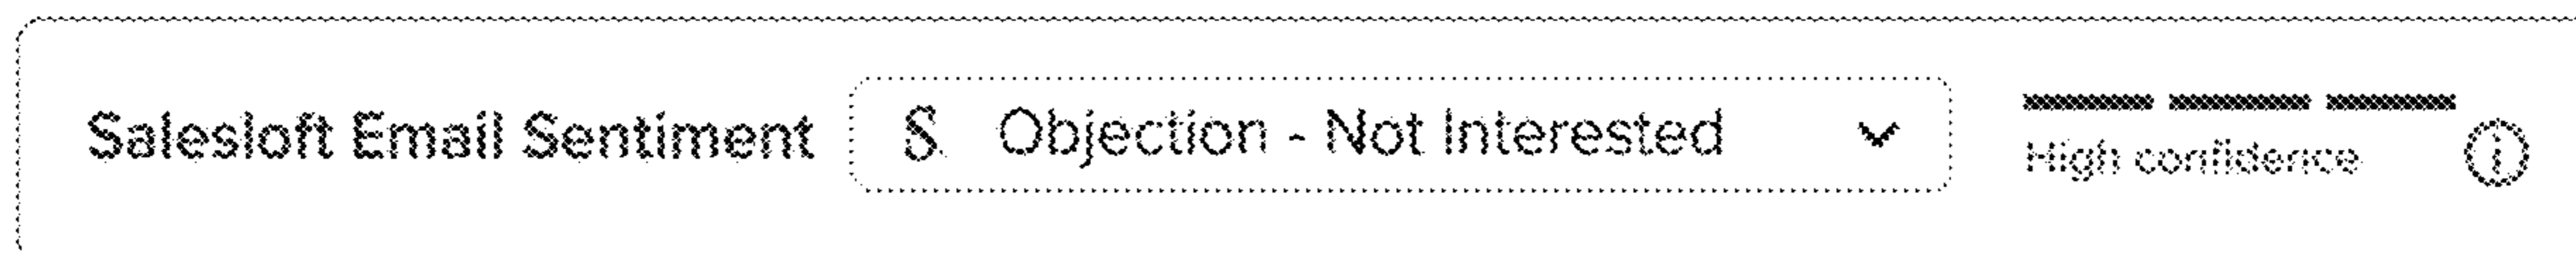 Salesloft Email Sentiment
Objection - Not Interested
High confidence